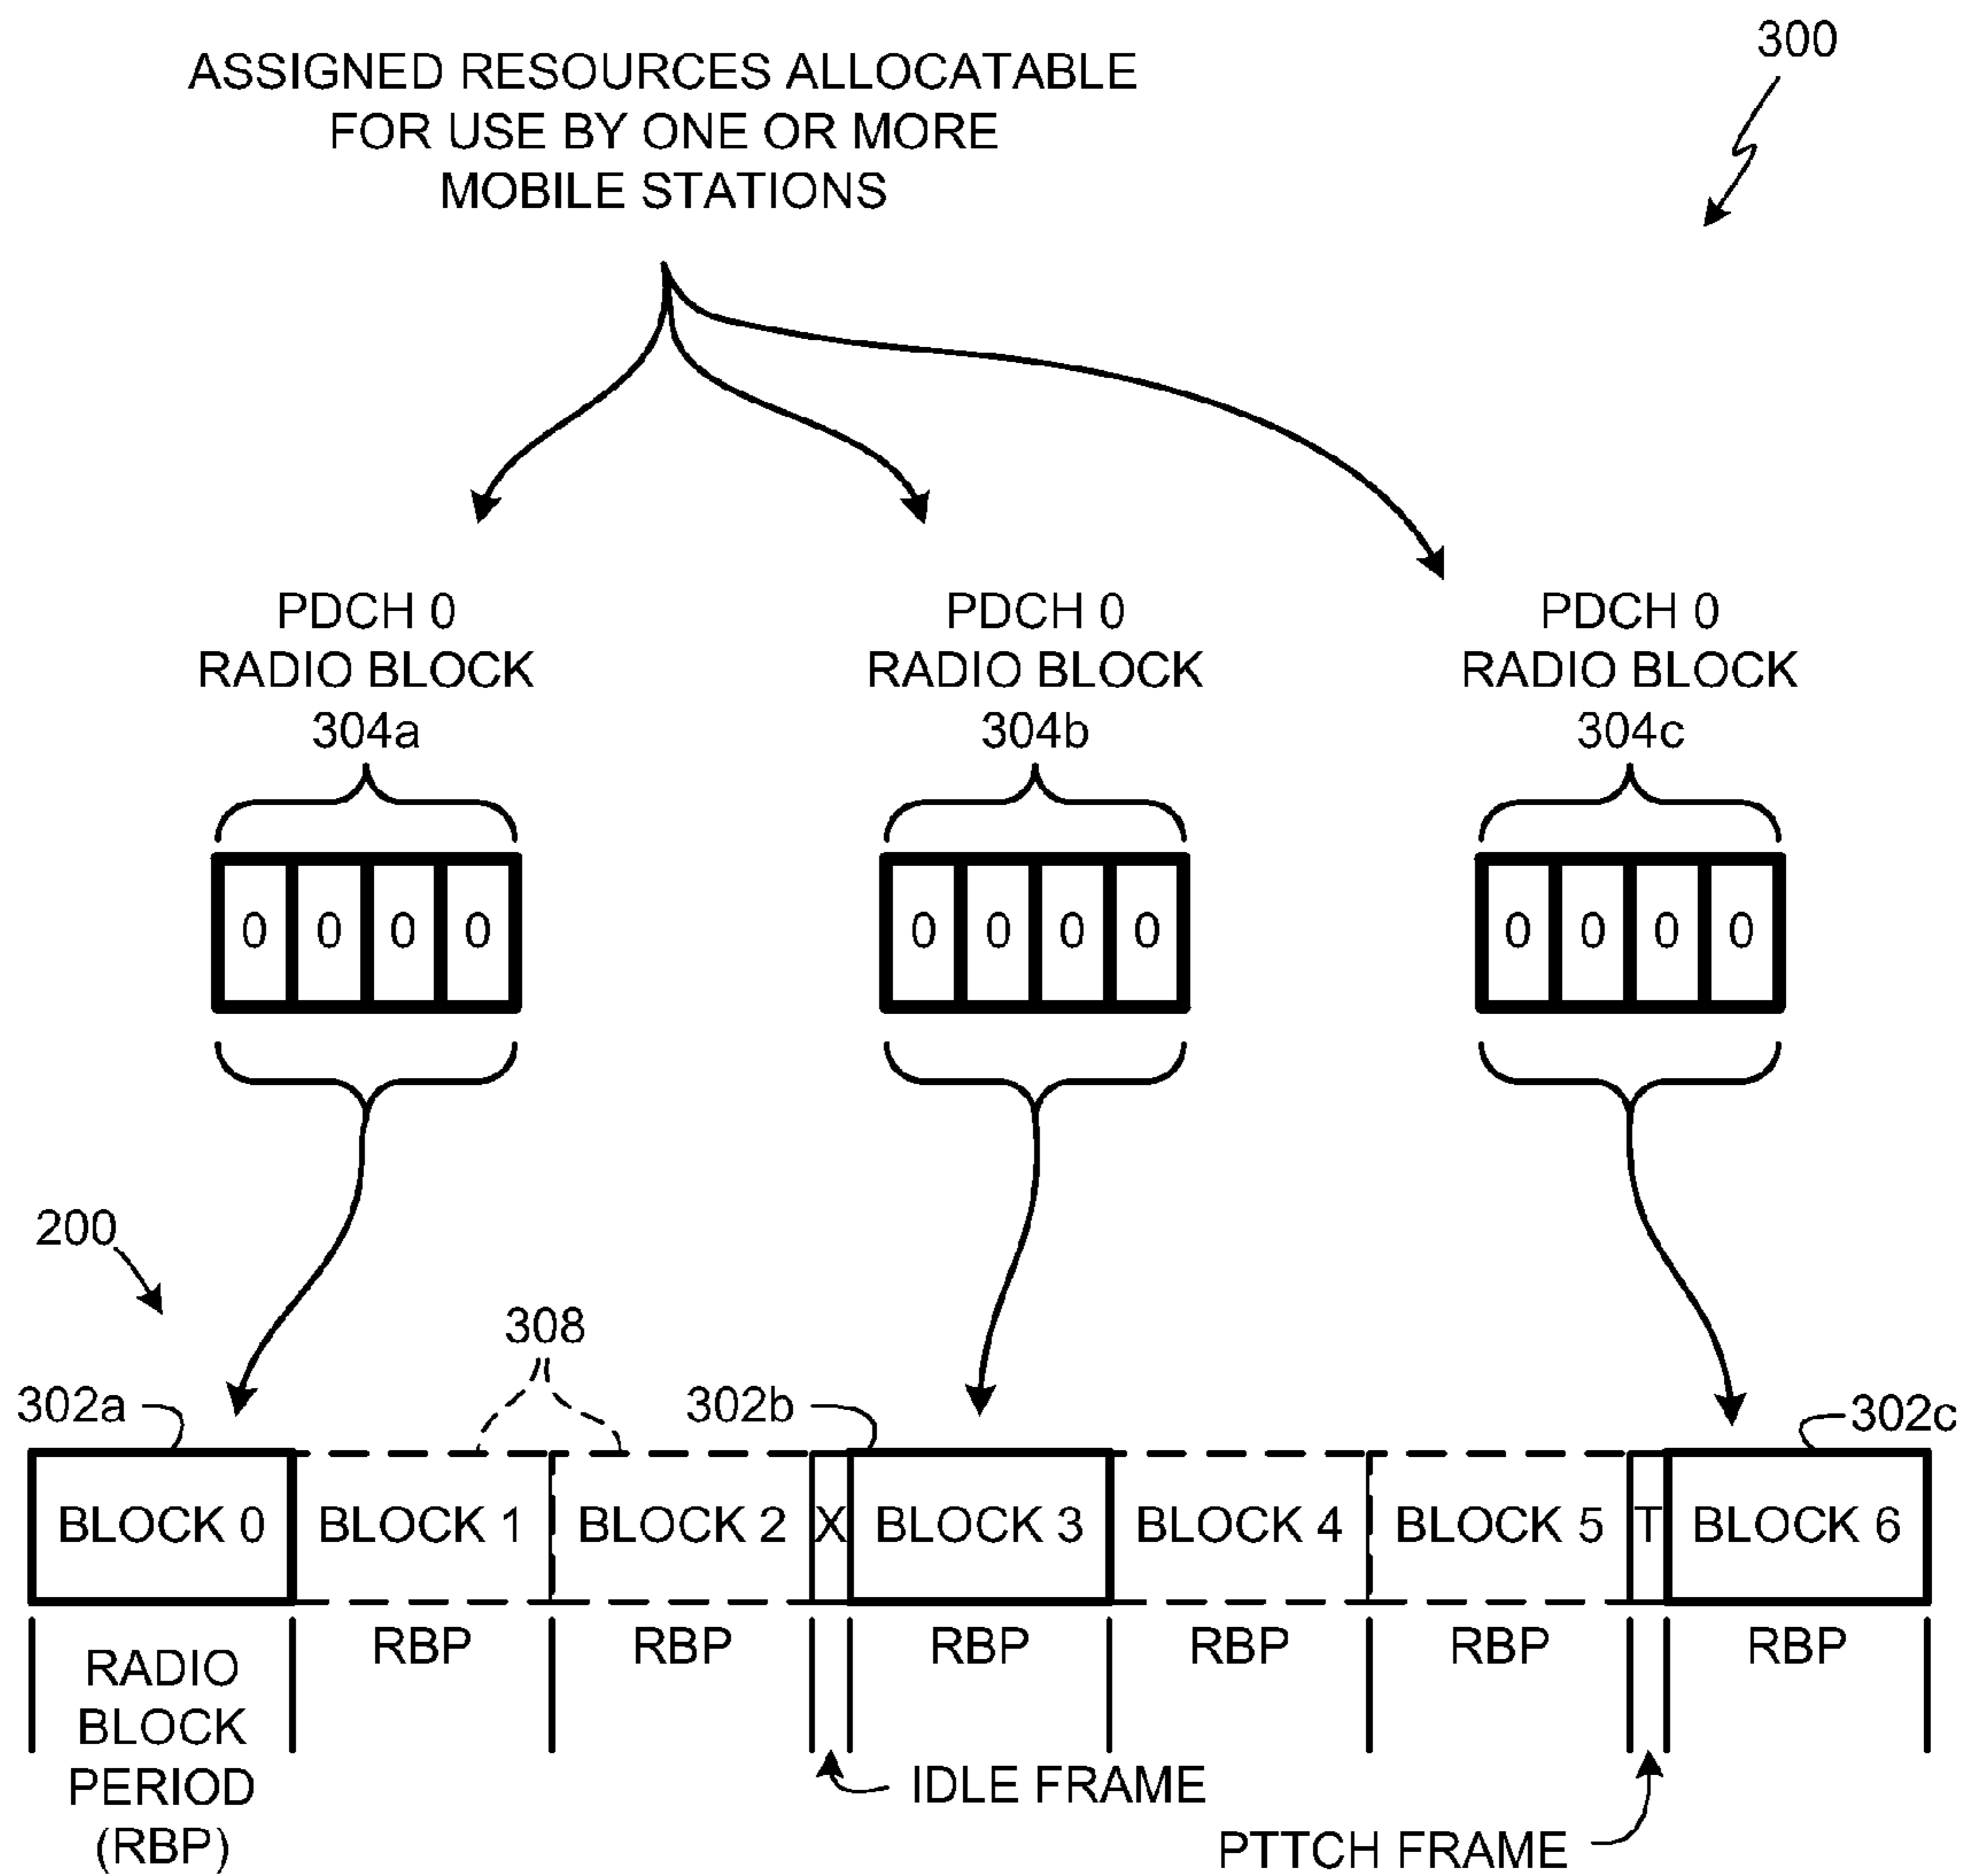 300
ASSIGNED RESOURCES ALLOCATABLE
FOR USE BY ONE OR MORE
MOBILE STATIONS
PDCH 0
RADIO BLOCK
304a
PDCH 0
RADIO BLOCK
304b
PDCH 0
RADIO BLOCK
304c
0 0 0 0
0 0 0 0
0 0 0 0
200
308
302a
302b
302c
BLOCK 0 BLOCK 1 BLOCK 2 X BLOCK 3 BLOCK 4 BLOCK 5 T BLOCK 6
RADIO
BLOCK
PERIOD
(RBP)
RBP
RBP
RBP
RBP
RBP
RBP
IDLE FRAME
PTTCH FRAME